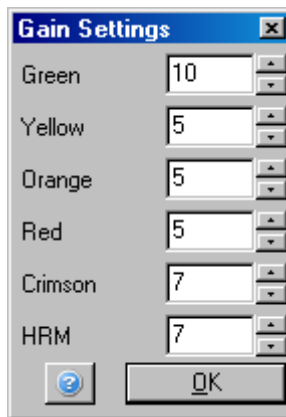 Gain Settings
Green 10
Yellow 5
Orange 5
Red 5
Crimson 7
HRM 7
? OK